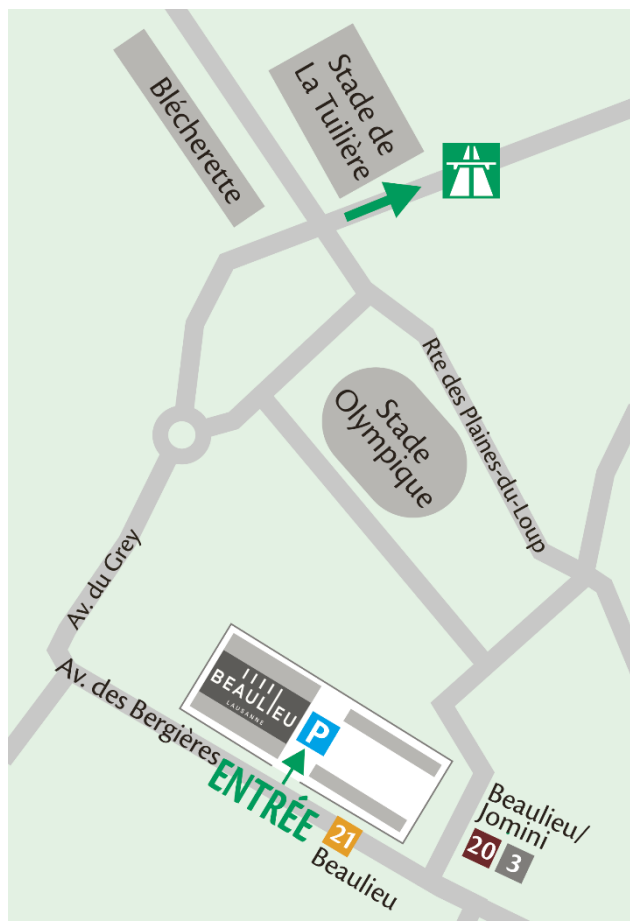 Blécherette
Stade de
La Tuilière
Rte des Plaines-du-Loup
Stade
Olympique
Av. du Grey
Av. des Bergières
BEAULIEU
LAUSANNE
P
ENTRÉE
21
Beaulieu
Beaulieu/
Jomini
20 3